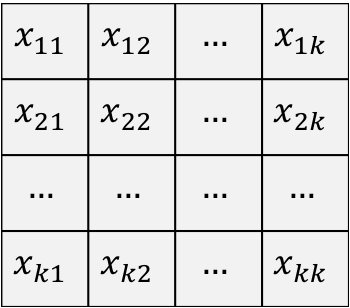 x₁₁ x₁₂ ... x₁ₖ
x₂₁ x₂₂ ... x₂ₖ
... ... ... ...
xₖ₁ xₖ₂ ... xₖₖ